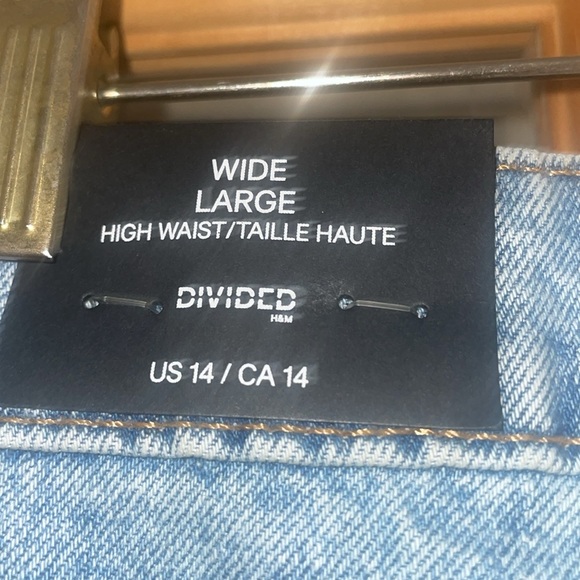 WIDE
LARGE
HIGH WAIST/TAILLE HAUTE
DIVIDED
H&M
US 14 / CA 14